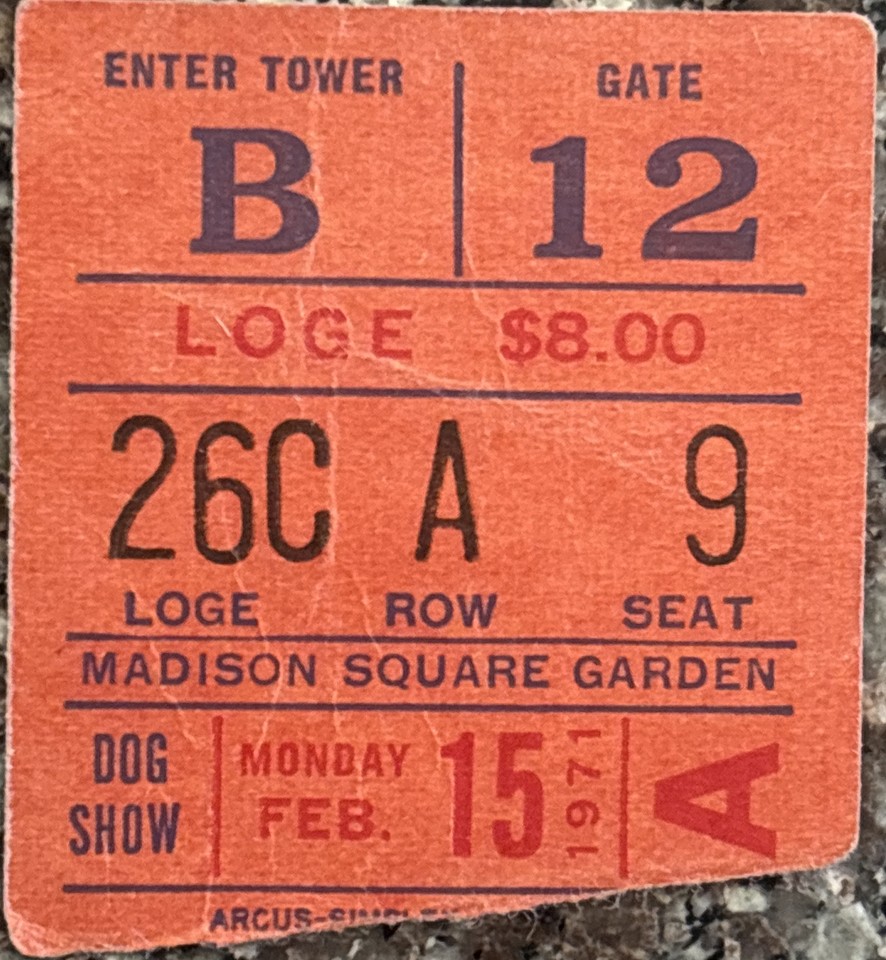 ENTER TOWER GATE
B 12
LOGE $8.00
26C A 9
LOGE ROW SEAT
MADISON SQUARE GARDEN
DOG SHOW
MONDAY
FEB. 15 1971
A